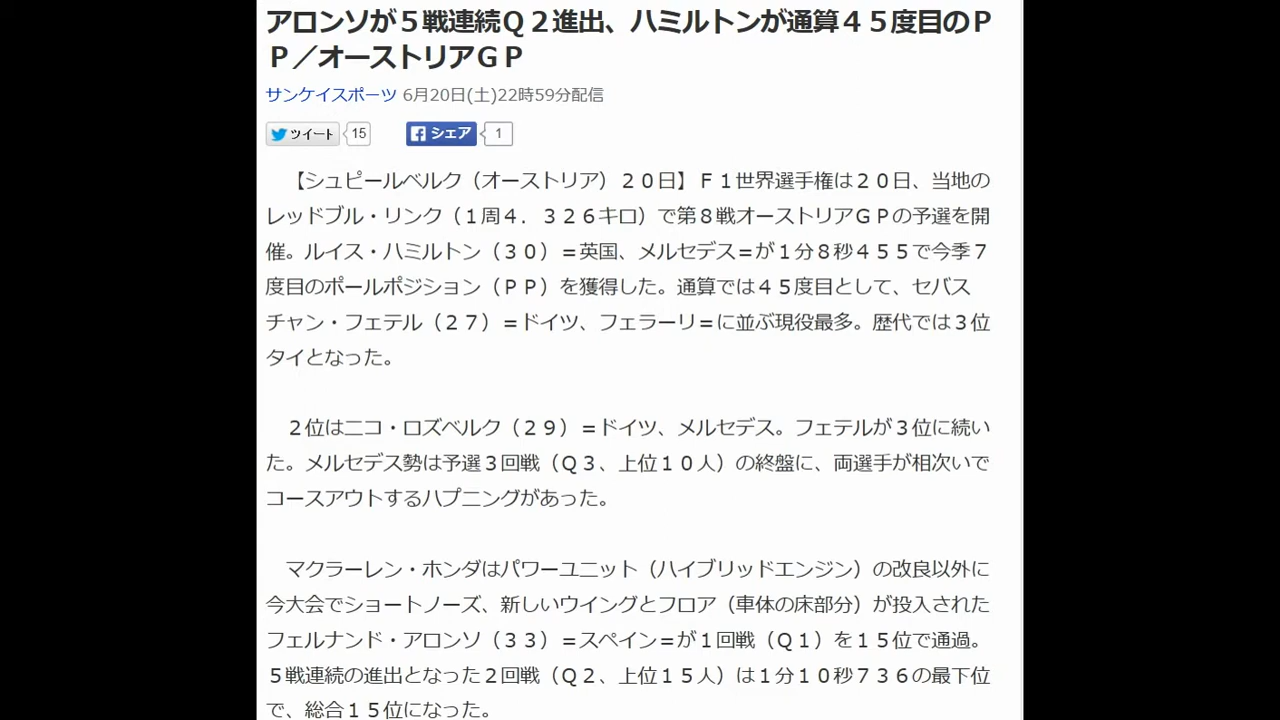 アロンソが５戦連続Ｑ２進出、ハミルトンが通算４５度目のＰ
Ｐ／オーストリアＧＰ
サンケイスポーツ 6月20日(土)22時59分配信
ツイート 15 シェア 1
【シュピールベルク（オーストリア）２０日】Ｆ１世界選手権は２０日、当地の
レッドブル・リンク（１周４．３２６キロ）で第８戦オーストリアＧＰの予選を開
催。ルイス・ハミルトン（３０）＝英国、メルセデス＝が１分８秒４５５で今季７
度目のポールポジション（ＰＰ）を獲得した。通算では４５度目として、セバス
チャン・フェテル（２７）＝ドイツ、フェラーリ＝に並ぶ現役最多。歴代では３位
タイとなった。
２位はニコ・ロズベルク（２９）＝ドイツ、メルセデス。フェテルが３位に続い
た。メルセデス勢は予選３回戦（Ｑ３、上位１０人）の終盤に、両選手が相次いで
コースアウトするハプニングがあった。
マクラーレン・ホンダはパワーユニット（ハイブリッドエンジン）の改良以外に
今大会でショートノーズ、新しいウイングとフロア（車体の床部分）が投入された
フェルナンド・アロンソ（３３）＝スペイン＝が１回戦（Ｑ１）を１５位で通過。
５戦連続の進出となった２回戦（Ｑ２、上位１５人）は１分１０秒７３６の最下位
で、総合１５位になった。